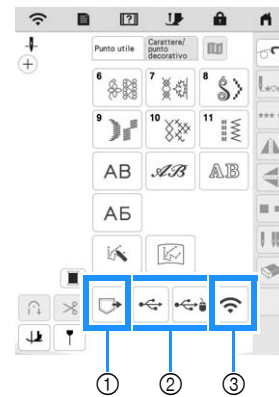 Punto utile
Carattere/
punto
decorativo
6 7 8
9 10 11
AB AB AB
АБ
① ② ③